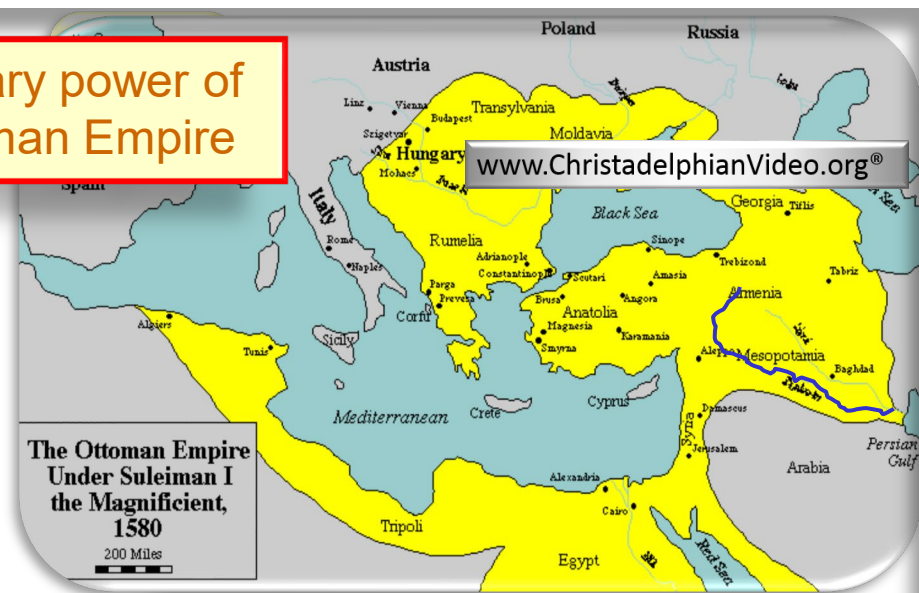 ary power of
man Empire
www.ChristadelphianVideo.org®
Poland
Russia
Austria
Linz
Vienna
Budapest
Transylvania
Szigetvar
Moldavia
Hungary
Mohacs
Spain
Italy
Black Sea
Georgia
Tiflis
Rome
Naples
Rumelia
Adrianople
Constantinople
Scutari
Sinope
Amasia
Trebizond
Tabriz
Parga
Prevesa
Corfu
Brusa
Angora
Armenia
Anatolia
Magnesia
Karamania
Smyrna
Algiers
Tunis
Sicily
Aleppo
Mesopotamia
Baghdad
Mediterranean
Crete
Cyprus
Damascus
Syria
Jerusalem
Persian
Gulf
Arabia
Alexandria
Cairo
Tripoli
Egypt
Red Sea
The Ottoman Empire
Under Suleiman I
the Magnificient,
1580
200 Miles